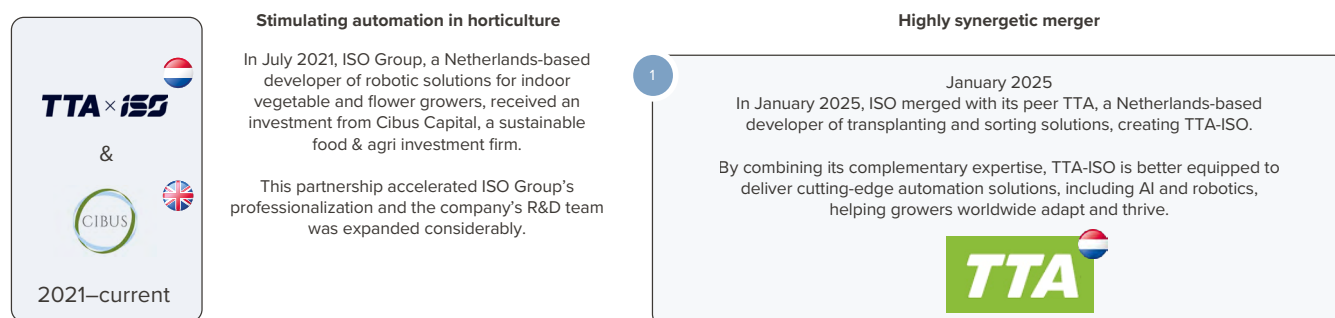 TTA × ISO
&
CIBUS
2021–current
Stimulating automation in horticulture
In July 2021, ISO Group, a Netherlands-based
developer of robotic solutions for indoor
vegetable and flower growers, received an
investment from Cibus Capital, a sustainable
food & agri investment firm.
This partnership accelerated ISO Group's
professionalization and the company's R&D team
was expanded considerably.
Highly synergetic merger
1
January 2025
In January 2025, ISO merged with its peer TTA, a Netherlands-based
developer of transplanting and sorting solutions, creating TTA-ISO.
By combining its complementary expertise, TTA-ISO is better equipped to
deliver cutting-edge automation solutions, including AI and robotics,
helping growers worldwide adapt and thrive.
TTA